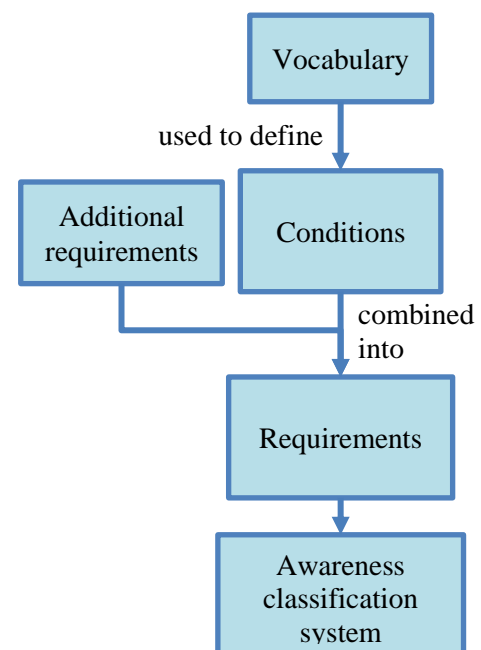 Vocabulary
used to define
Additional
requirements
Conditions
combined
into
Requirements
Awareness
classification
system